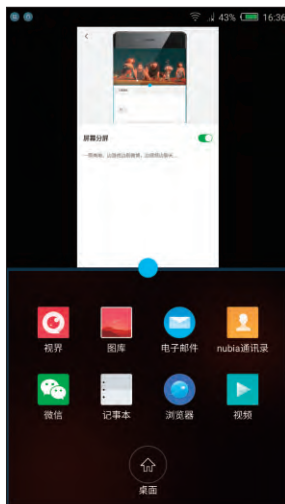 43% 16:36
屏幕分屏
视界 图库 电子邮件 nubia通讯录
微信 记事本 浏览器 视频
桌面